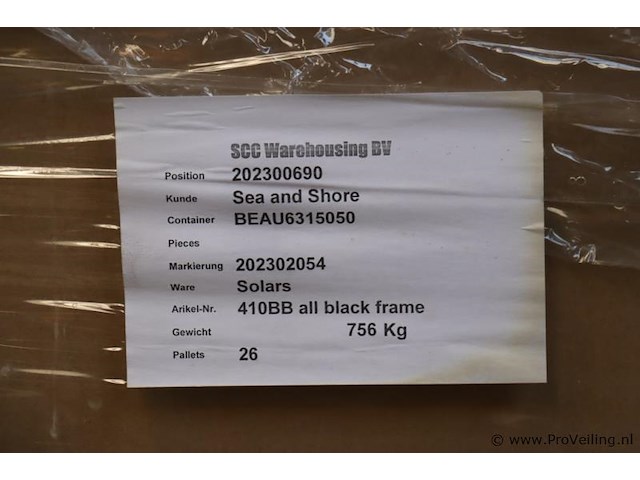 SCC Warehousing BV
Position 202300690
Kunde Sea and Shore
Container BEAU6315050
Pieces
Markierung 202302054
Ware Solars
Arikel-Nr. 410BB all black frame
Gewicht 756 Kg
Pallets 26
© www.ProVeiling.nl